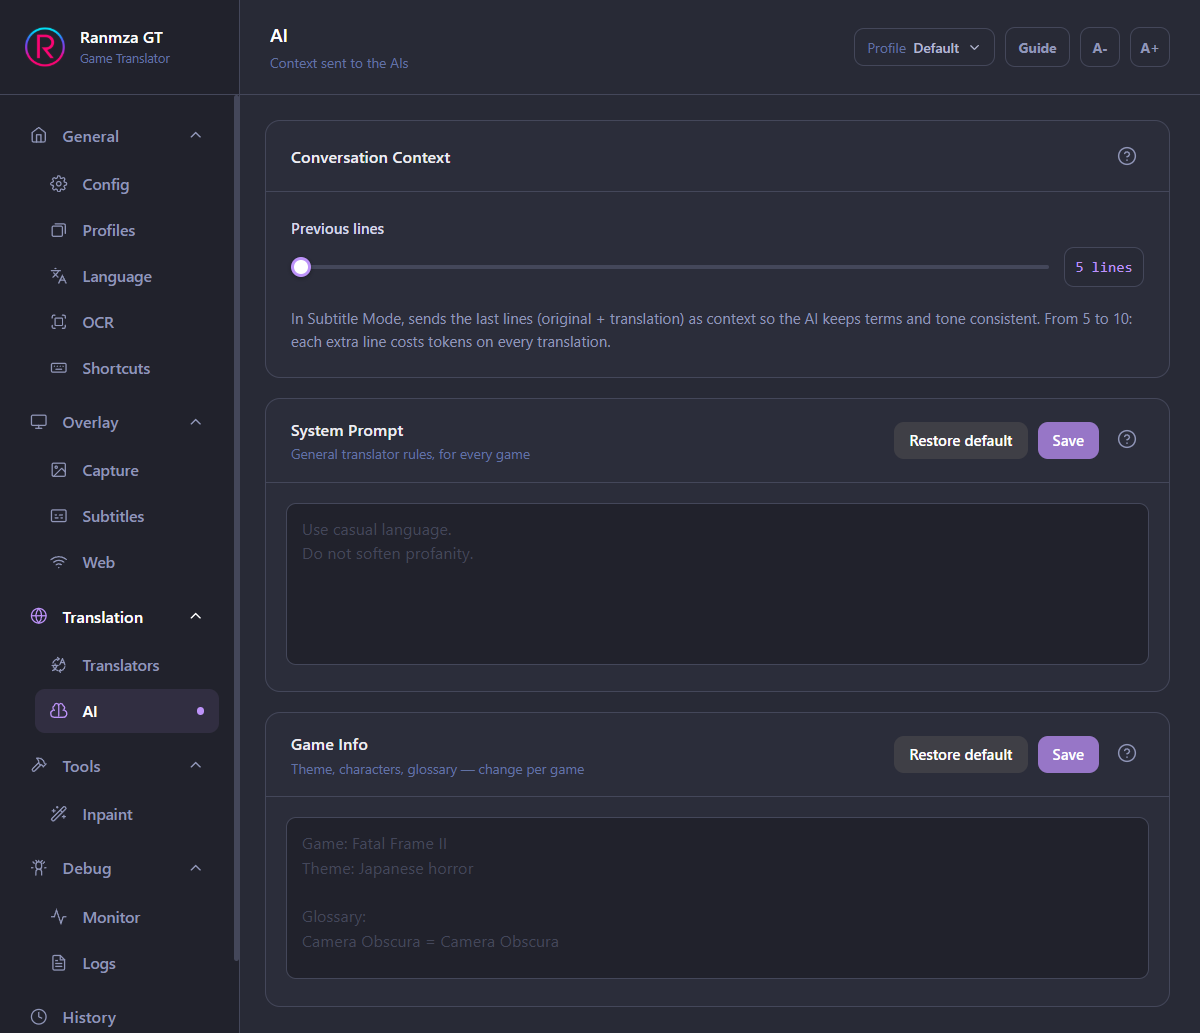 Ranmza GT
Game Translator
AI
Context sent to the AIs
Profile Default
Guide
A-
A+
General
Config
Profiles
Language
OCR
Shortcuts
Overlay
Capture
Subtitles
Web
Translation
Translators
AI
Tools
Inpaint
Debug
Monitor
Logs
History
Conversation Context
Previous lines
5 lines
In Subtitle Mode, sends the last lines (original + translation) as context so the AI keeps terms and tone consistent. From 5 to 10:
each extra line costs tokens on every translation.
System Prompt
General translator rules, for every game
Restore default
Save
Use casual language.
Do not soften profanity.
Game Info
Theme, characters, glossary — change per game
Restore default
Save
Game: Fatal Frame II
Theme: Japanese horror
Glossary:
Camera Obscura = Camera Obscura